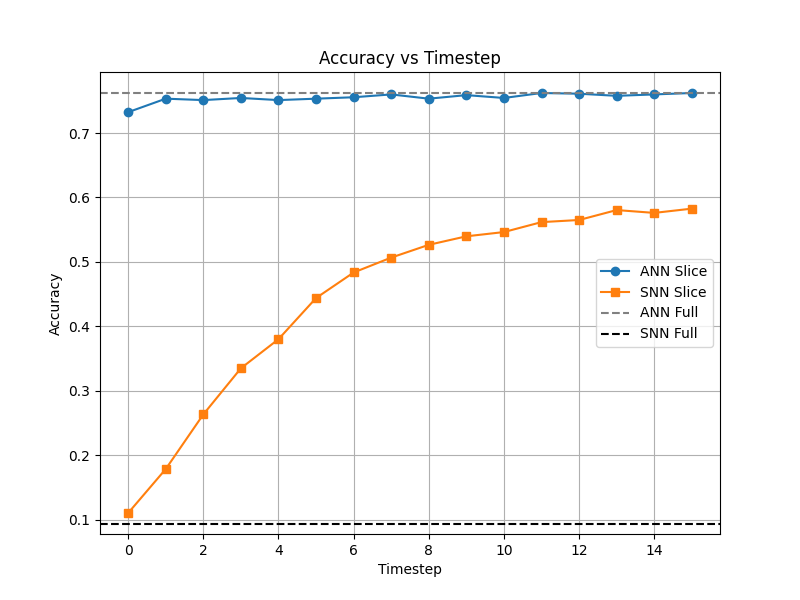 Accuracy vs Timestep
Accuracy
0.7
0.6
0.5
0.4
0.3
0.2
0.1
ANN Slice
SNN Slice
ANN Full
SNN Full
0 2 4 6 8 10 12 14
Timestep